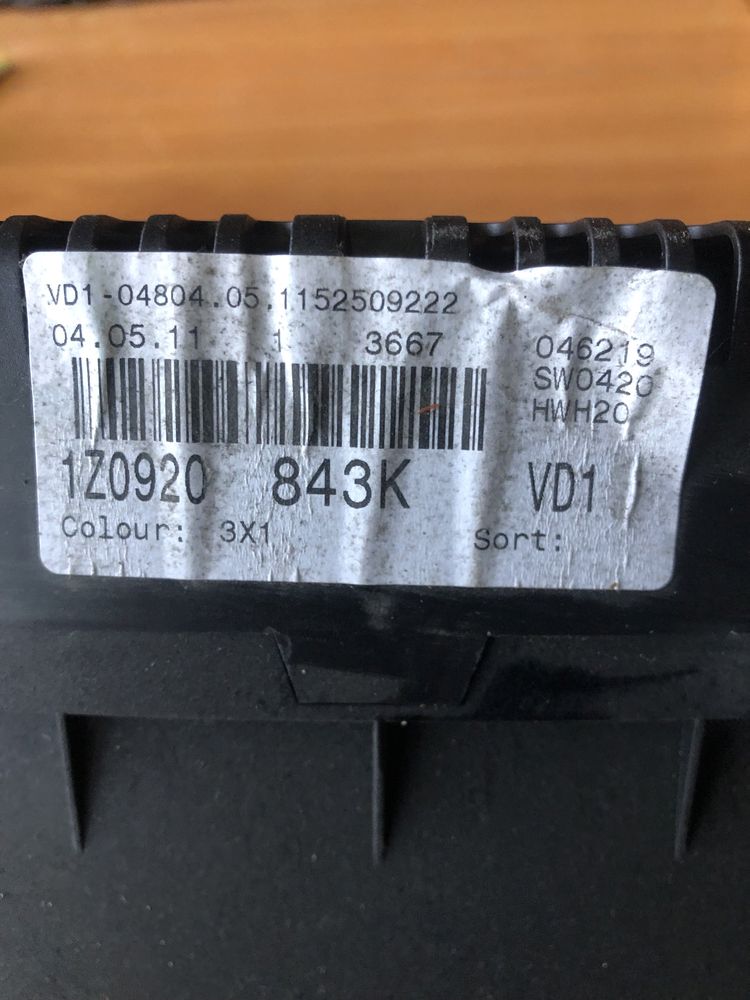 VD1-04804.05.1152509222
04.05.11 1 3667 046219
SW0420
HWH20
1Z0920 843K VD1
Colour: 3X1 Sort: